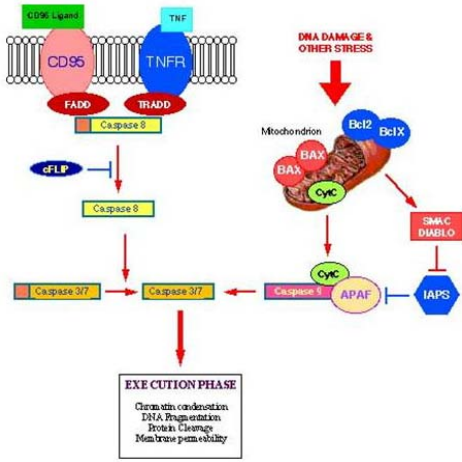 CD95 Ligand
TNF
CD95
TNFR
FADD
TRADD
Caspase 8
cFLIP
Caspase 8
Caspase 3/7
Caspase 3/7
DNA DAMAGE &
OTHER STRESS
Mitochondrion
Bcl2
BclX
BAX
BAX
CytC
SMAC
DIABLO
CytC
Caspase 9
APAF
IAPS
EXECUTION PHASE
Chromatin condensation
DNA Fragmentation
Protein Cleavage
Membrane permeability